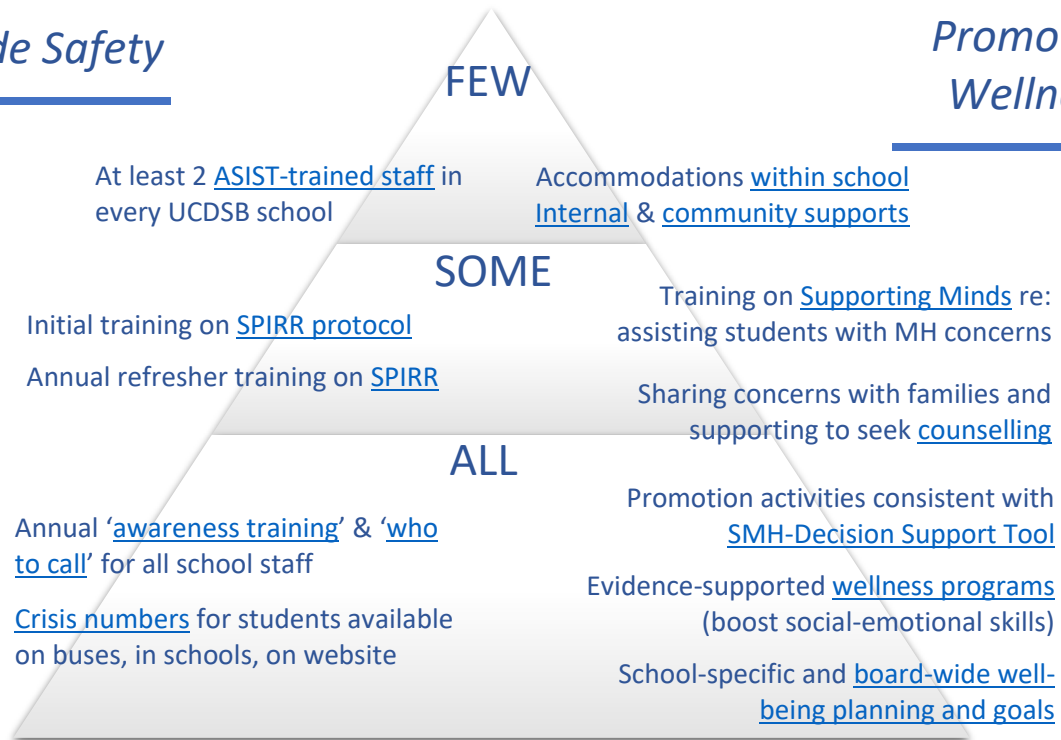 de Safety
Promo
Welln
FEW
At least 2 ASIST-trained staff in
every UCDSB school
Accommodations within school
Internal & community supports
SOME
Initial training on SPIRR protocol
Annual refresher training on SPIRR
Training on Supporting Minds re:
assisting students with MH concerns
Sharing concerns with families and
supporting to seek counselling
ALL
Annual ‘awareness training’ & ‘who
to call’ for all school staff
Crisis numbers for students available
on buses, in schools, on website
Promotion activities consistent with
SMH-Decision Support Tool
Evidence-supported wellness programs
(boost social-emotional skills)
School-specific and board-wide well-
being planning and goals